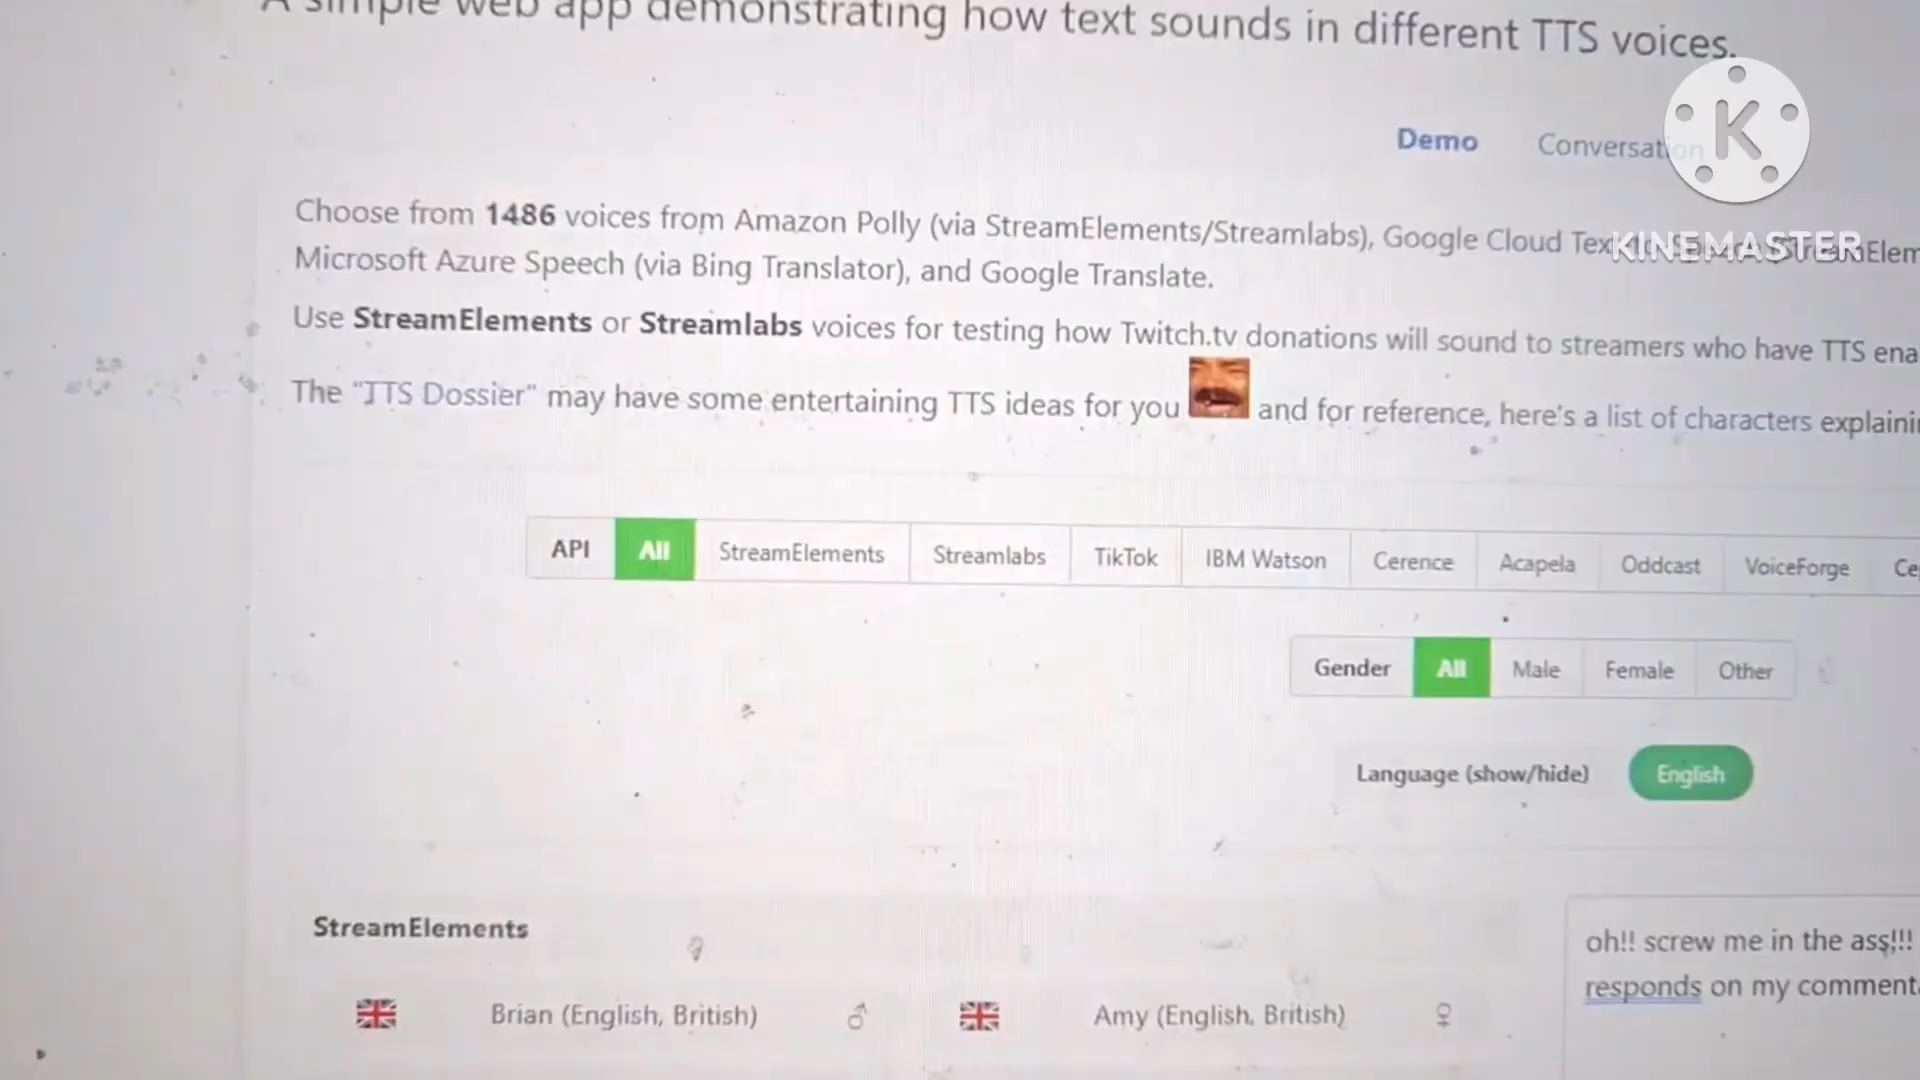 A simple web app demonstrating how text sounds in different TTS voices.
Demo Conversation
K
Choose from 1486 voices from Amazon Polly (via StreamElements/Streamlabs), Google Cloud StreamElem
KINEMASTER
Microsoft Azure Speech (via Bing Translator), and Google Translate.
Use StreamElements or Streamlabs voices for testing how Twitch.tv donations will sound to streamers who have TTS ena
The "TTS Dossier" may have some entertaining TTS ideas for you and for reference, here's a list of characters explaini
API All StreamElements Streamlabs TikTok IBM Watson Cerence Acapela Oddcast VoiceForge Ce
Gender All Male Female Other
Language (show/hide) English
StreamElements
oh!! screw me in the ass!!!
responds on my comment
Brian (English, British) ♂ Amy (English, British) ♀